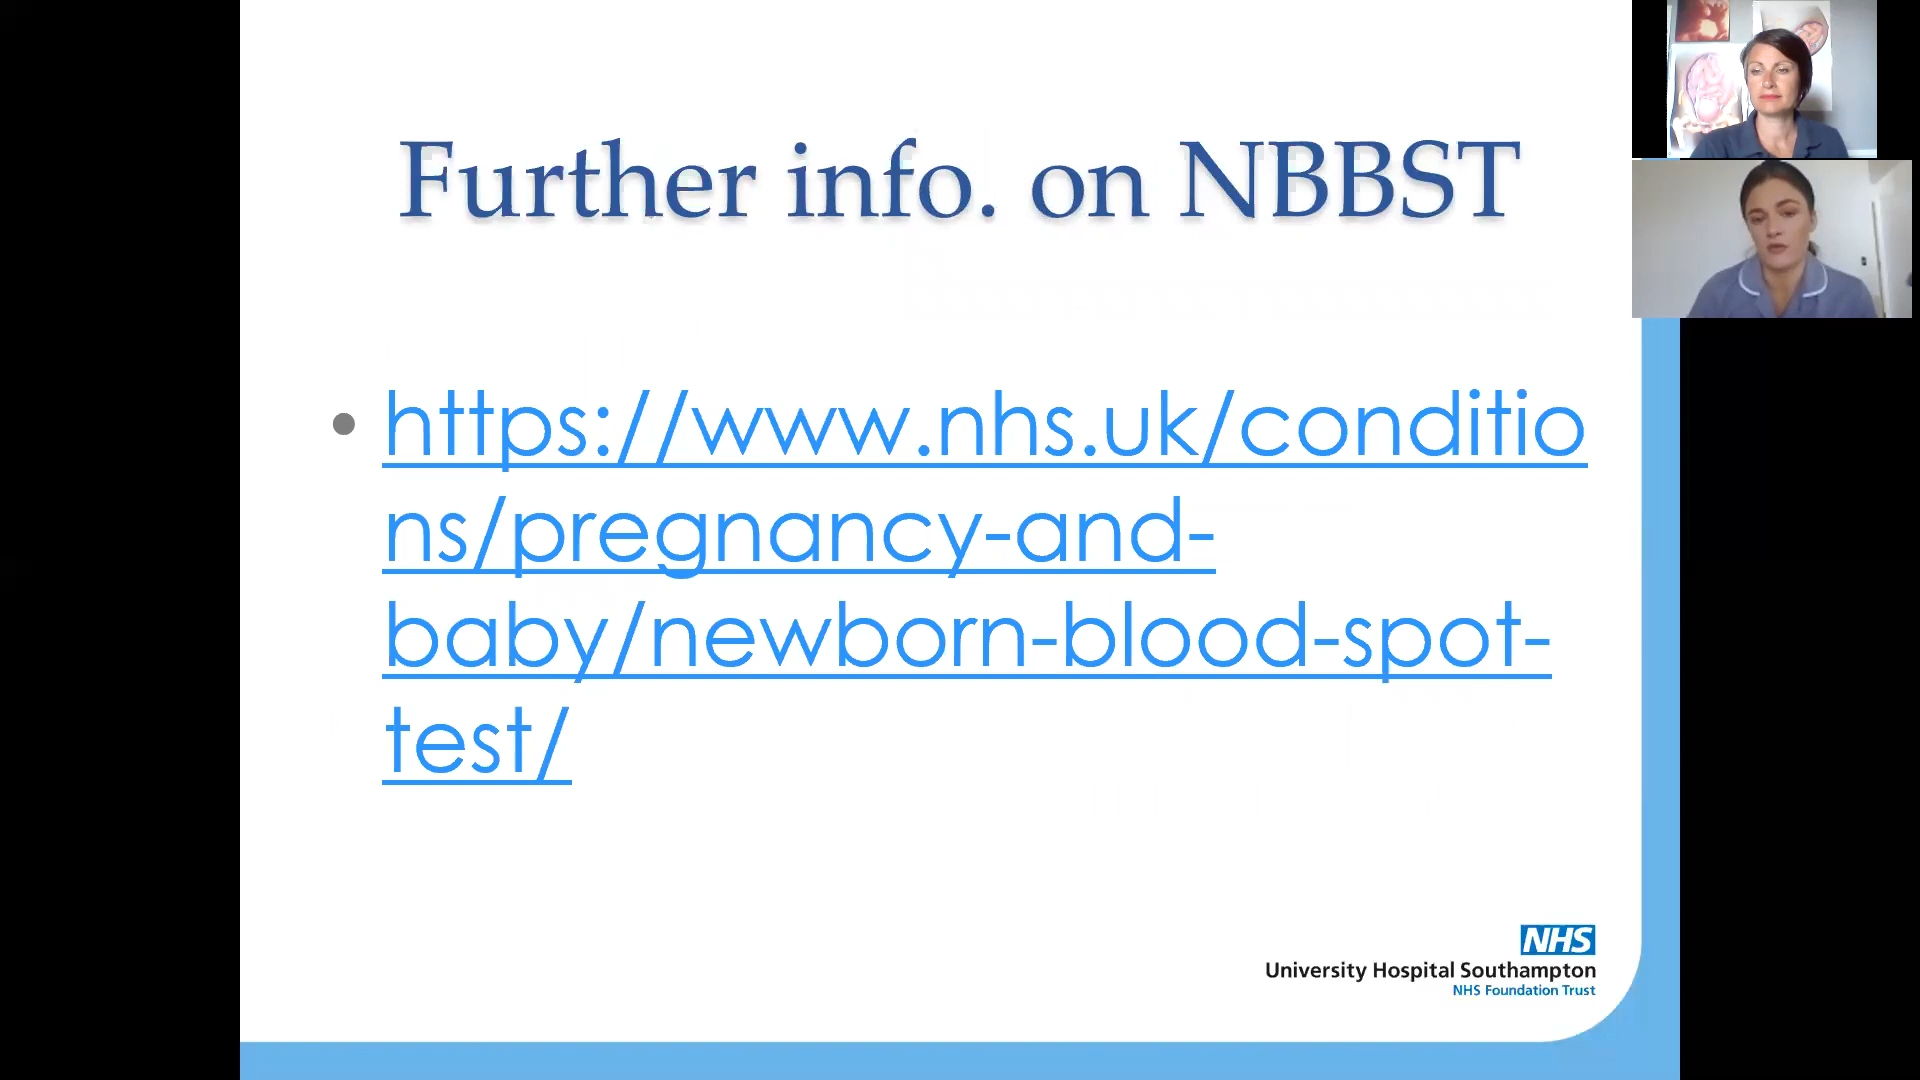 Further info. on NBBST
• https://www.nhs.uk/conditio
ns/pregnancy-and-
baby/newborn-blood-spot-
test/
NHS
University Hospital Southampton
NHS Foundation Trust